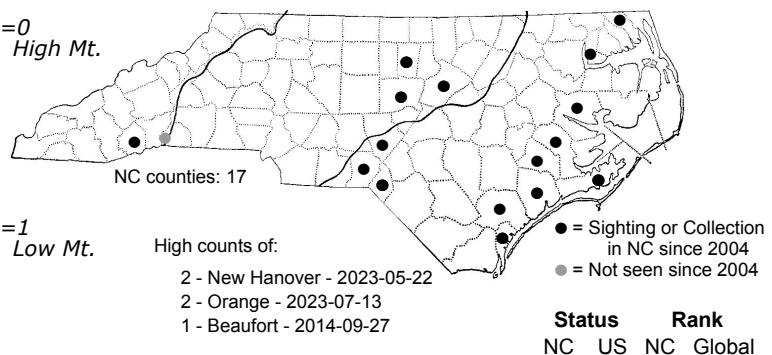 =0
High Mt.
NC counties: 17
=1
Low Mt.
High counts of:
2 - New Hanover - 2023-05-22
2 - Orange - 2023-07-13
1 - Beaufort - 2014-09-27
= Sighting or Collection
in NC since 2004
= Not seen since 2004
Status Rank
NC US NC Global